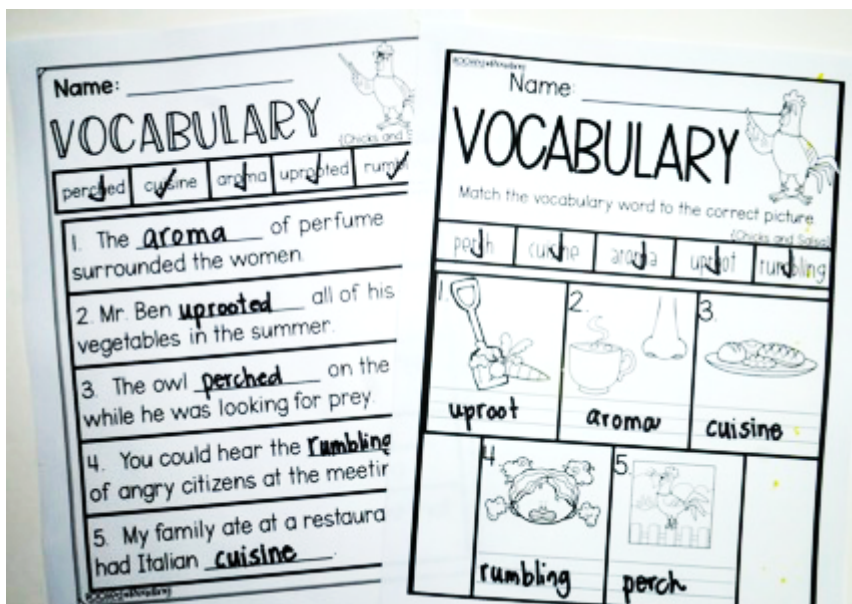 Name:
VOCABULARY
{Chicks and
perched cuisine aroma uprooted rumbl
1. The aroma of perfume
surrounded the women.
2. Mr. Ben uprooted all of his
vegetables in the summer.
3. The owl perched on the
while he was looking for prey.
4. You could hear the rumbling
of angry citizens at the meetin
5. My family ate at a restaura
had Italian cuisine.
Name:
VOCABULARY
Match the vocabulary word to the correct picture
{Chicks and Salsa}
perch cuisine aroma uproot rumbling
1. 2. 3.
uproot aroma cuisine
4. 5.
rumbling perch